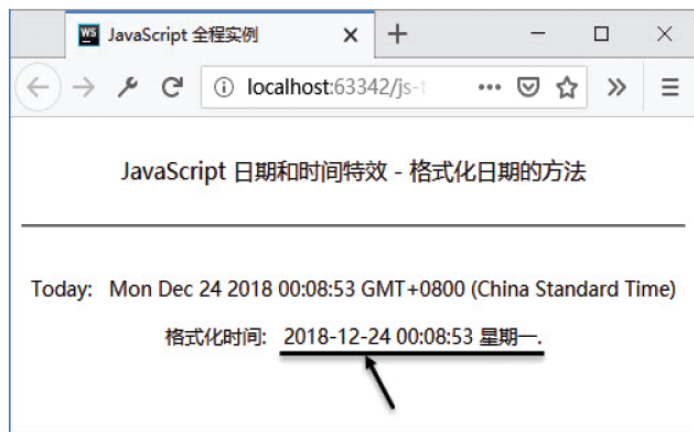 WS JavaScript 全程实例
localhost:63342/js-t
JavaScript 日期和时间特效 - 格式化日期的方法
Today: Mon Dec 24 2018 00:08:53 GMT+0800 (China Standard Time)
格式化时间: 2018-12-24 00:08:53 星期一.